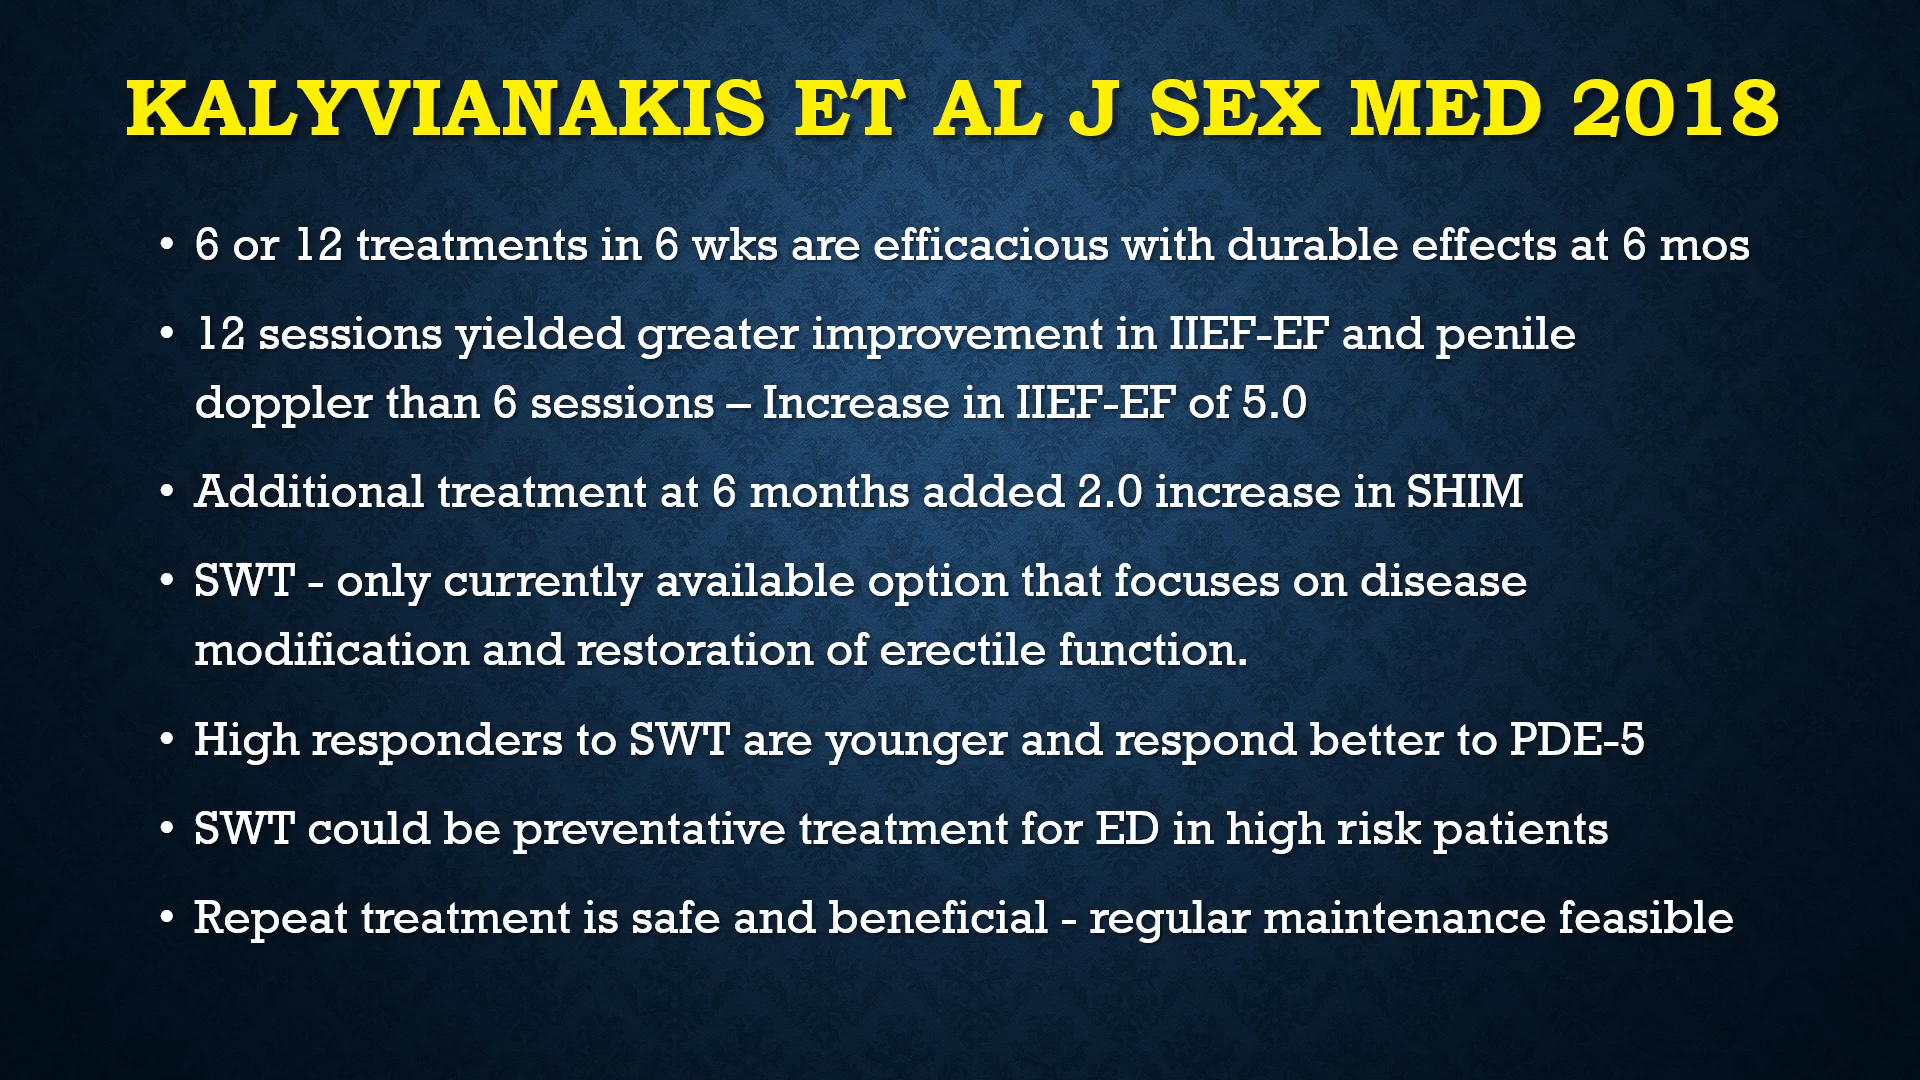 KALYVIANAKIS ET AL J SEX MED 2018
• 6 or 12 treatments in 6 wks are efficacious with durable effects at 6 mos
• 12 sessions yielded greater improvement in IIEF-EF and penile
doppler than 6 sessions – Increase in IIEF-EF of 5.0
• Additional treatment at 6 months added 2.0 increase in SHIM
• SWT - only currently available option that focuses on disease
modification and restoration of erectile function.
• High responders to SWT are younger and respond better to PDE-5
• SWT could be preventative treatment for ED in high risk patients
• Repeat treatment is safe and beneficial - regular maintenance feasible